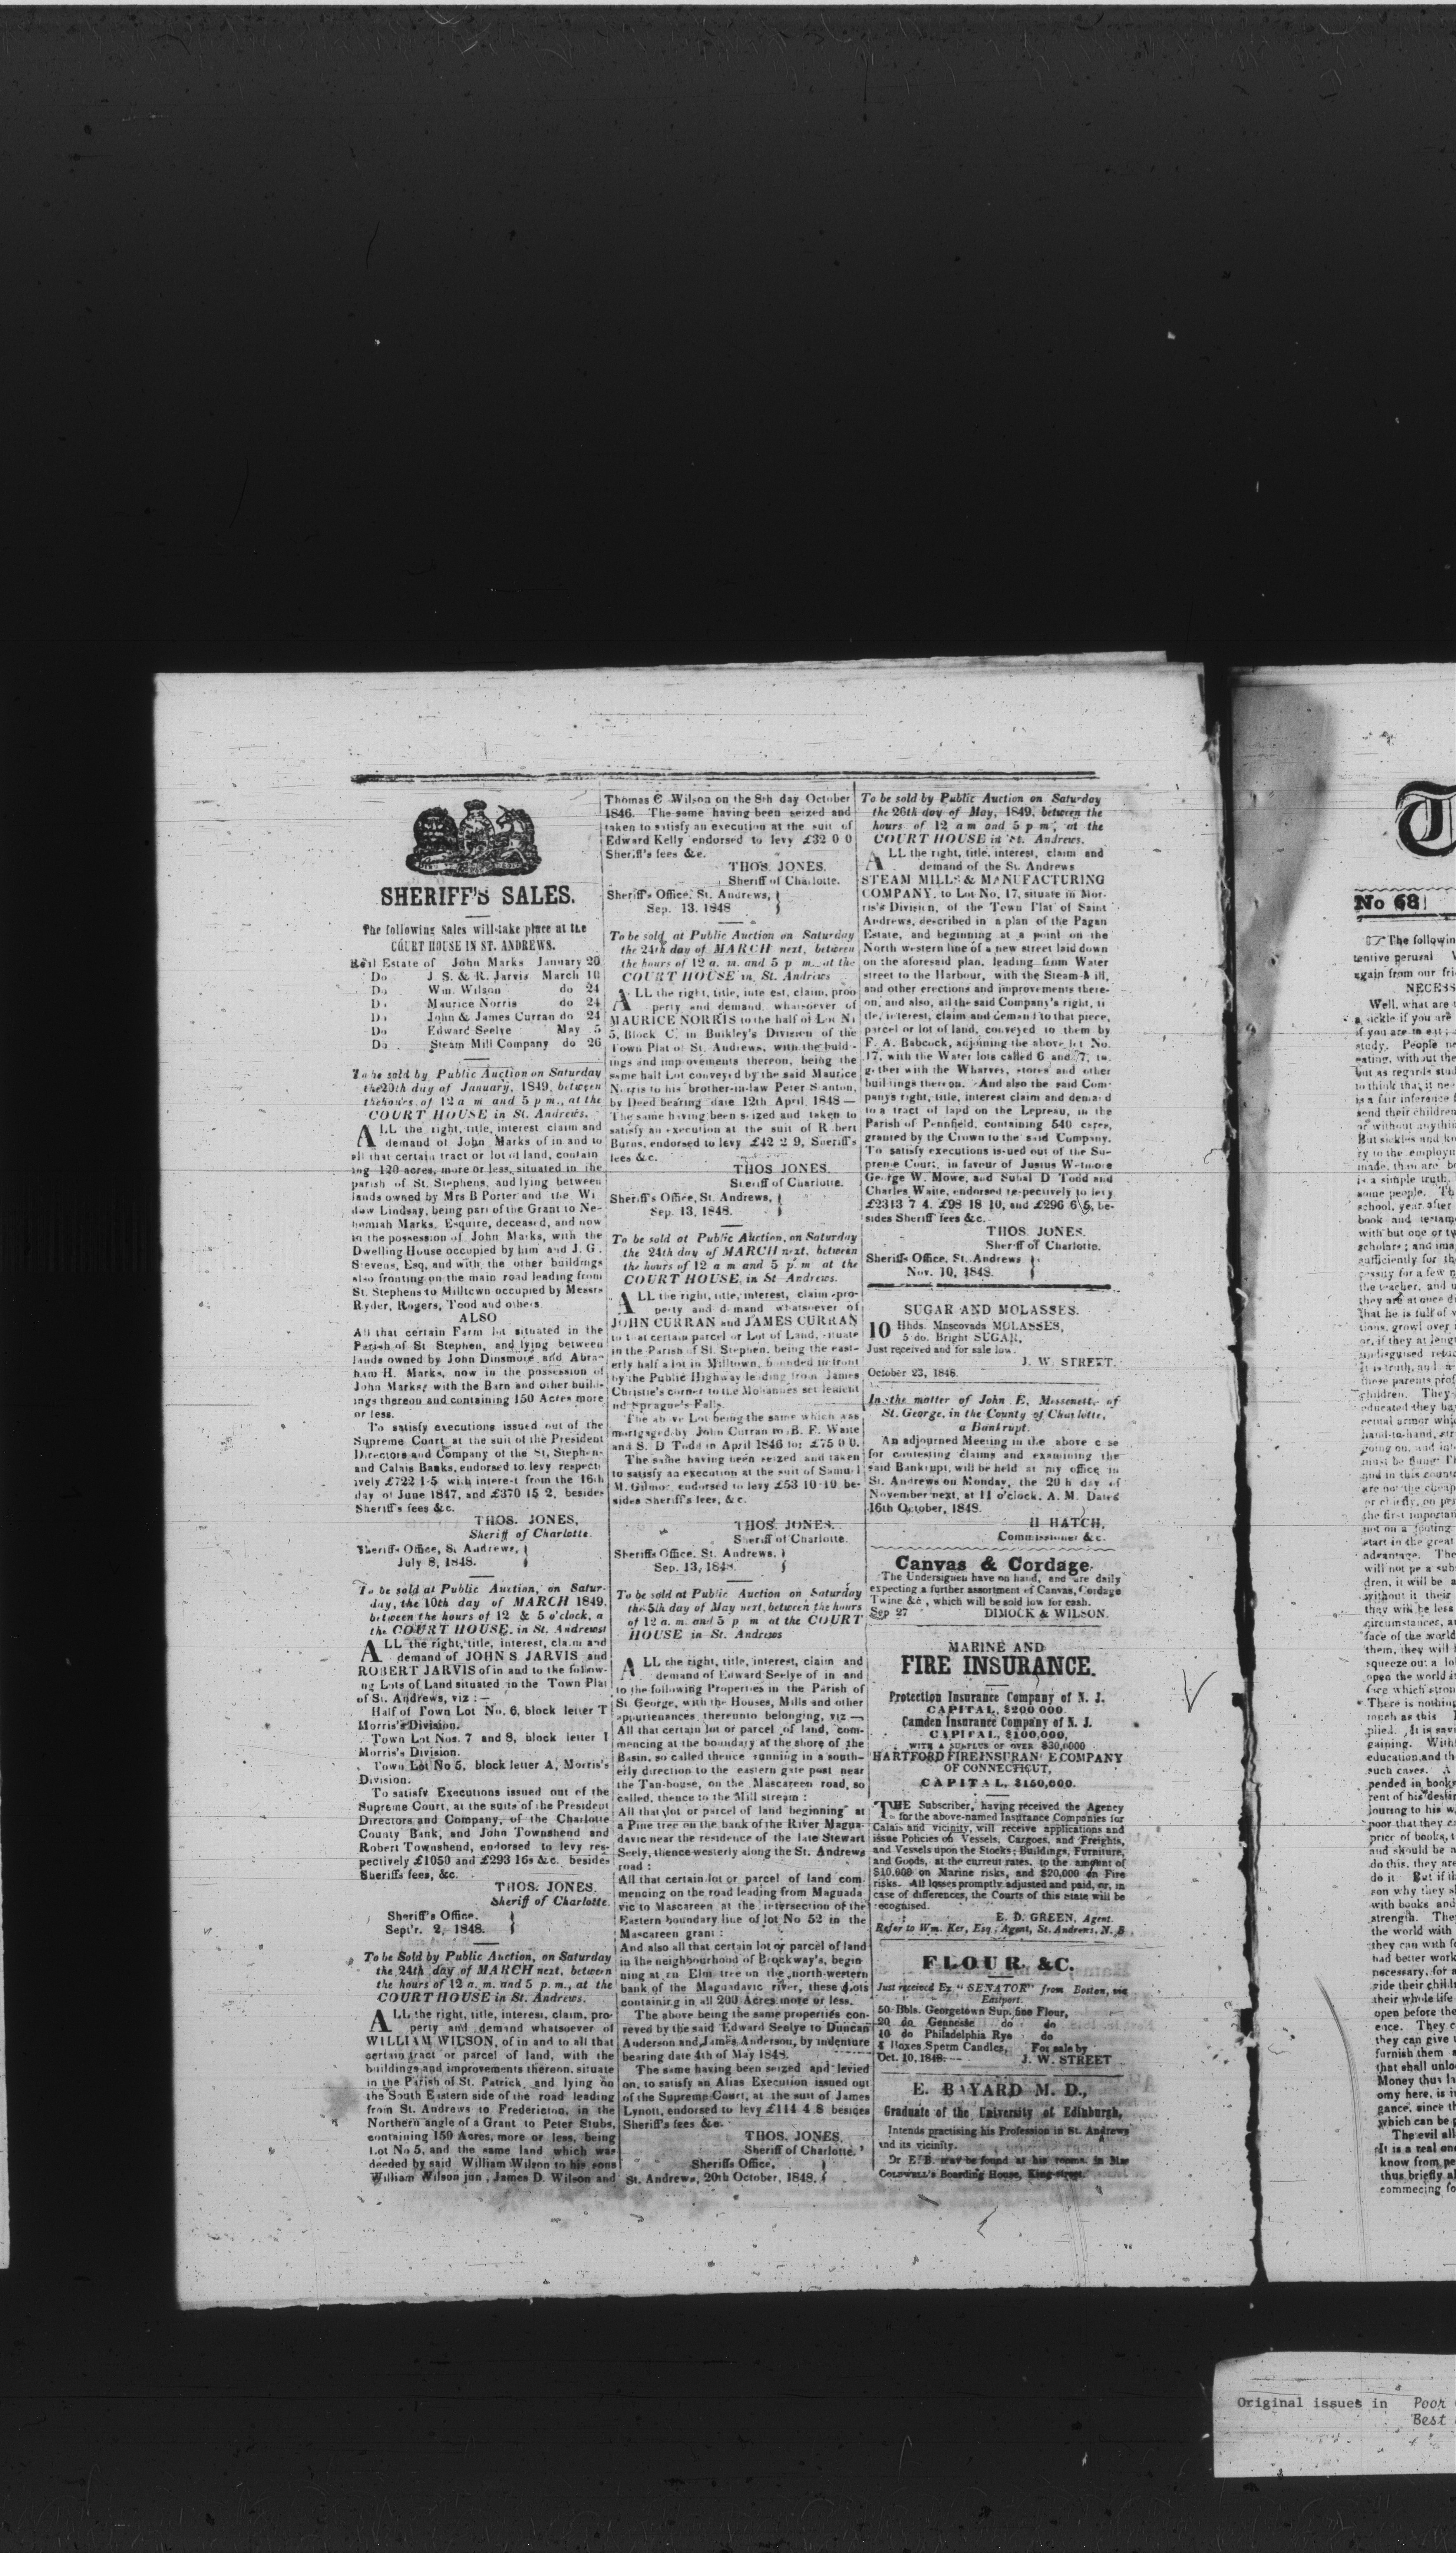 SHERIFF'S SALES.
The following Sales will take place at the
COURT HOUSE IN ST. ANDREWS.
Real Estate of John Marks January 20
Do J S. & R. Jarvis March 10
Do Wm. Wilson do 24
Do Maurice Norris do 24
Do John & James Curran do 24
Do Edward Seelye May 5
Do Steam Mill Company do 26
To be sold by Public Auction on Saturday
the 20th day of January, 1849, between
the hours of 12 a m and 5 p m., at the
COURT HOUSE in St. Andrews.
ALL the right, title, interest claim and
demand of John Marks of in and to
all that certain tract or lot of land, contain
ing 120 acres, more or less, situated in the
parish of St. Stephens, and lying between
lands owned by Mrs B Porter and the Wi
dow Lindsay, being part of the Grant to Ne-
hemiah Marks, Esquire, deceased, and now
in the possession of John Marks, with the
Dwelling House occupied by him and J. G.
Stevens, Esq. and with the other buildings
also fronting on the main road leading from
St. Stephens to Milltown occupied by Messrs
Ryder, Rogers, Tood and others.
ALSO
All that certain Farm lot situated in the
Parish of St Stephen, and lying between
lands owned by John Dinsmore and Abra-
ham H. Marks, now in the possession of
John Marks, with the Barn and other build-
ings thereon and containing 150 Acres more
or less.
To satisfy executions issued out of the
Supreme Court at the suit of the President
Directors and Company of the St, Stephen-
and Calais Banks, endorsed to levy respect-
ively £722 1-5 with interest from the 16th
day of June 1847, and £370 15 2, besides
Sheriff's fees &c.
THOS. JONES,
Sheriff of Charlotte.
Sheriffs Office, St Andrews,
July 8, 1848.
To be sold at Public Auction, on Satur-
day, the 10th day of MARCH 1849,
between the hours of 12 & 5 o'clock, a
the COURT HOUSE, in St. Andrews
ALL the right, title, interest, claim and
demand of JOHN S JARVIS and
ROBERT JARVIS of in and to the follow-
ng Lots of Land situated in the Town Plat
of St. Andrews, viz :—
Half of Town Lot No. 6, block letter T
Morris's Division.
Town Lot Nos. 7 and 8, block letter I
Morris's Division.
Town Lot No 5, block letter A, Morris's
Division.
To satisfy Executions issued out of the
Supreme Court, at the suits of the President
Directors and Company, of the Charlotte
County Bank, and John Townshend and
Robert Townshend, endorsed to levy res-
pectively £1050 and £293 16s &c. besides
Sheriffs fees, &c.
THOS. JONES.
Sheriff of Charlotte.
Sheriff's Office.
Sept'r. 2, 1848.
To be Sold by Public Auction, on Saturday
the 24th day of MARCH next, between
the hours of 12 a. m. and 5 p. m., at the
COURT HOUSE in St. Andrews.
ALL the right, title, interest, claim, pro-
perty and demand whatsoever of
WILLIAM WILSON, of in and to all that
certain tract or parcel of land, with the
buildings and improvements thereon, situate
in the Parish of St. Patrick and lying on
the South Eastern side of the road leading
from St. Andrews to Fredericton, in the
Northern angle of a Grant to Peter Stubs,
containing 150 Acres, more or less, being
Lot No 5, and the same land which was
deeded by said William Wilson to his sons
William Wilson jun, James D. Wilson and
Thomas C Wilson on the 8th day October
1846. The same having been seized and
taken to satisfy an execution at the suit of
Edward Kelly endorsed to levy £32 0 0
Sheriff's fees &c.
THOS. JONES.
Sheriff of Charlotte.
Sheriff's Office, St. Andrews,
Sep. 13. 1848
To be sold at Public Auction on Saturday
the 24th day of MARCH next, between
the hours of 12 a. m. and 5 p m at the
COURT HOUSE in St. Andrews
ALL the right, title, inte est, claim, proo
perty and demand whatsoever of
MAURICE NORRIS to the half of Lot N
5, Block C, in Bulkley's Division of the
Town Plat of St. Andrews, with the build-
ings and improvements thereon, being the
same half Lot conveyed by the said Maurice
Norris to his brother-in-law Peter Stanton,
by Deed bearing date 12th April, 1848—
The same having been seized and taken to
satisfy an execution at the suit of R bert
Burns, endorsed to levy £42 2 9, Sheriff's
fees &c.
THOS JONES.
Sheriff of Charlotte.
Sheriff's Office, St. Andrews,
Sep. 13, 1848.
To be sold at Public Auction, on Saturday
the 24th day of MARCH next, between
the hours of 12 a m and 5 p. m at the
COURT HOUSE, in St Andrews.
ALL the right, title, interest, claim pro-
perty and demand whatsoever of
JOHN CURRAN and JAMES CURRAN
to that certain parcel or Lot of Land, situate
in the Parish of St. Stephen, being the east-
erly half a lot in Milltown, bounded in front
by the Public Highway leading from James
Christie's corner to the Mohannes settlement
nd Sprague's Falls.
The above Lot being the same which was
mortgaged by John Curran to B. F. Waite
and S. D Todd in April 1846 for £75 0 0.
The same having been seized and taken
to satisfy an execution at the suit of Samu l
M. Gilmor endorsed to levy £53 10 10 be-
sides Sheriff's fees, &c.
THOS. JONES.
Sheriff of Charlotte.
Sheriffs Office, St. Andrews.
Sep. 13, 1848.
To be sold at Public Auction on Saturday
the 5th day of May next, between the hours
of 12 a. m. and 5 p m at the COURT
HOUSE in St. Andrews
ALL the right, title, interest, claim and
demand of Edward Seelye of in and
to the following Properties in the Parish of
St George, with the Houses, Mills and other
appurtenances thereunto belonging, viz—
All that certain lot or parcel of land, com-
mencing at the boundary at the shore of the
Basin, so called thence running in a south-
erly direction to the eastern gate post near
the Tan-house, on the Mascareen road, so
called, thence to the Mill stream :
All that lot or parcel of land beginning at
a Pine tree on the bank of the River Magua-
davic near the residence of the late Stewart
Seely, thence westerly along the St. Andrews
road :
All that certain lot or parcel of land com
mencing on the road leading from Maguada
vic to Mascareen at the intersection of the
Eastern boundary line of lot No 52 in the
Mascareen grant :
And also all that certain lot or parcel of land
in the neighbourhood of Brockway's, begin
ning at an Elm tree on the north-western
bank of the Maguadavic river, these lots
containing in all 200 Acres more or less.
The above being the same properties con-
veyed by the said Edward Seelye to Duncan
Anderson and James Anderson, by indenture
bearing date 4th of May 1848.
The same having been seized and levied
on, to satisfy an Alias Execution issued out
of the Supreme Court, at the suit of James
Lynott, endorsed to levy £114 4 8 besides
Sheriff's fees &c.
THOS. JONES,
Sheriff of Charlotte.
Sheriffs Office,
St. Andrews, 20th October, 1848.
To be sold by Public Auction on Saturday
the 26th day of May, 1849, between the
hours of 12 a m and 5 p m, at the
COURT HOUSE in St. Andrews.
ALL the right, title, interest, claim and
demand of the St. Andrews
STEAM MILLS & MANUFACTURING
COMPANY, to Lot No. 17, situate in Mor-
ris's Division, of the Town Plat of Saint
Andrews, described in a plan of the Pagan
Estate, and beginning at a point on the
North western line of a new street laid down
on the aforesaid plan, leading from Water
street to the Harbour, with the Steam Mill,
and other erections and improvements there-
on, and also, all the said Company's right, ti
tle, interest, claim and demand to that piece,
parcel or lot of land, conveyed to them by
F. A. Babcock, adjoining the above lot No.
17, with the Water lots called 6 and 7, to-
gether with the Wharves, stores and other
buildings thereon. And also the said Com-
panys right, title, interest claim and demand
to a tract of land on the Lepreau, in the
Parish of Pennfield, containing 540 acres,
granted by the Crown to the said Company.
To satisfy executions issued out of the Su-
preme Court, in favour of Justus Wetmore
George W. Mowe, and Subal D Todd and
Charles Waite, endorsed respectively to levy
£2313 7 4. £98 18 10, and £296 6 5, be-
sides Sheriff fees &c.
THOS. JONES.
Sheriff of Charlotte.
Sheriffs Office, St. Andrews
Nov. 10, 1848.
SUGAR AND MOLASSES.
10 Hhds. Muscovada MOLASSES,
5 do. Bright SUGAR,
Just received and for sale low.
J. W. STREET.
October 23, 1848.
In the matter of John E. Messenett, of
St. George, in the County of Charlotte,
a Bankrupt.
An adjourned Meeting in the above c se
for contesting claims and examining the
said Bankrupt, will be held at my office in
St. Andrews on Monday, the 20 h day of
November next, at 11 o'clock, A. M. Dated
16th October, 1848.
H HATCH,
Commissioner &c.
Canvas & Cordage.
The Undersigned have on hand, and are daily
expecting a further assortment of Canvas, Cordage
Twine &c, which will be sold low for cash.
Sep 27 DIMOCK & WILSON.
MARINE AND
FIRE INSURANCE.
Protection Insurance Company of N. J.
CAPITAL, $200 000.
Camden Insurance Company of N. J.
CAPITAL, $100,000,
WITH A SURPLUS OF OVER $30,0000
HARTFORD FIRE INSURAN E COMPANY
OF CONNECTICUT,
CAPITAL, $150,000.
THE Subscriber, having received the Agency
for the above-named Insurance Companies for
Calais and vicinity, will receive applications and
issue Policies on Vessels, Cargoes, and Freights,
and Vessels upon the Stocks; Buildings, Furniture,
and Goods, at the current rates, to the amount of
$10,000 on Marine risks, and $20,000 on Fire
risks. All losses promptly adjusted and paid, or, in
case of differences, the Courts of this State will be
recognised.
E. D. GREEN, Agent.
Refer to Wm. Ker, Esq. Agent, St. Andrews, N. B
FLOUR, &C.
Just received Ex "SENATOR" from Boston, via
Eastport.
50 Bbls. Georgetown Sup. fine Flour,
20 do Gennesse do do
10 do Philadelphia Rye do
4 Boxes Sperm Candles, For sale by
Oct. 10, 1848. J. W. STREET
E. BAYARD M. D.,
Graduate of the University of Edinburgh,
Intends practising his Profession in St. Andrews
and its vicinity.
Dr E. B. may be found at his rooms, in Mrs
COLDWELL's Boarding House, King-street.
T
No 68
The followin
tentive perusal
again from our fri
NECESS
Well, what are
a sickle if you are
Original issues in Poor
Best